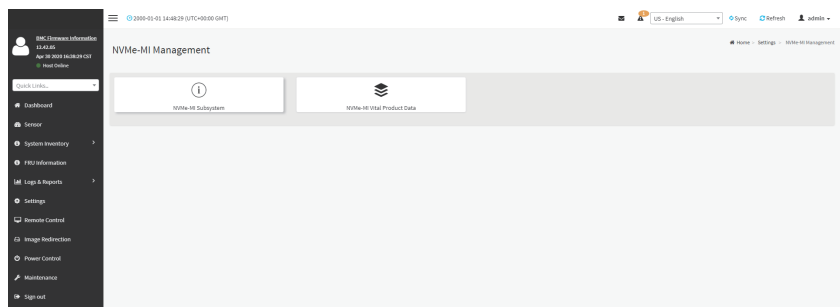 2000-01-01 14:48:29 (UTC+00:00 GMT)
US - English
Sync
Refresh
admin
BMC Firmware Information
12.42.05
Apr 30 2020 16:28:29 CST
Host Online
Quick Links...
Dashboard
Sensor
System Inventory
FRU Information
Logs & Reports
Settings
Remote Control
Image Redirection
Power Control
Maintenance
Sign out
NVMe-MI Management
Home > Settings > NVMe-MI Management
NVMe-MI Subsystem
NVMe-MI Vital Product Data